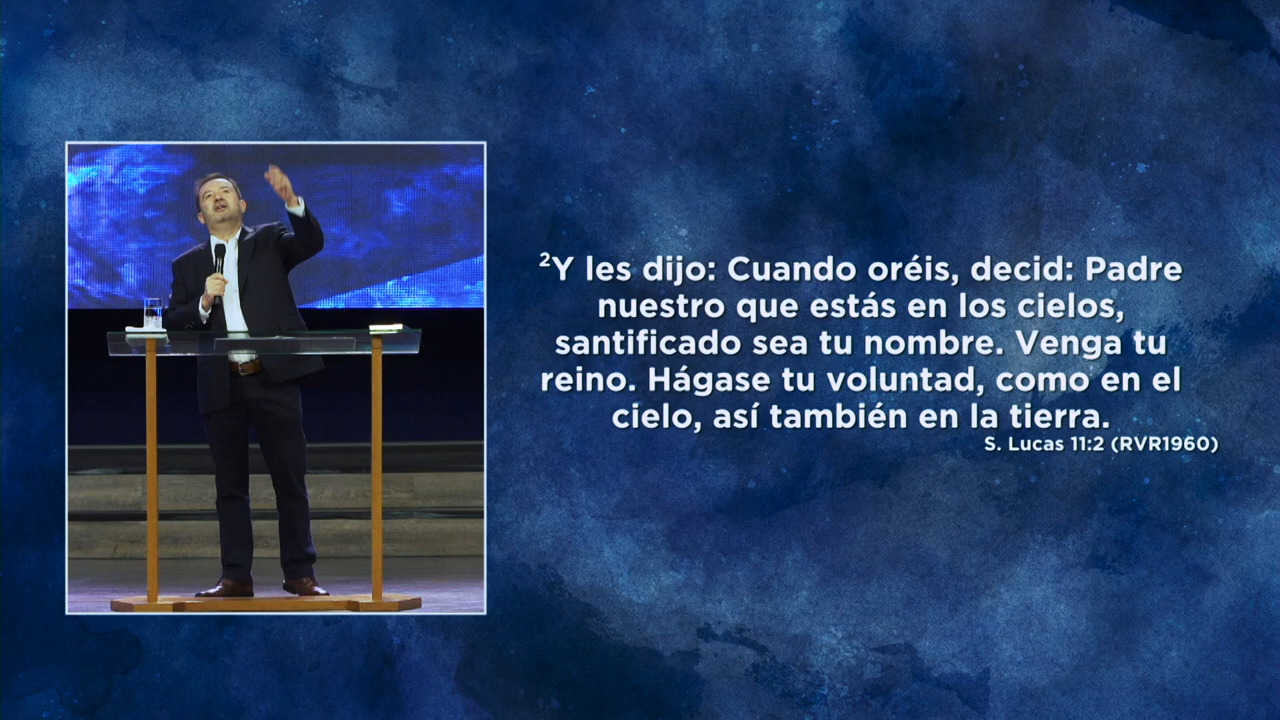 ²Y les dijo: Cuando oréis, decid: Padre
nuestro que estás en los cielos,
santificado sea tu nombre. Venga tu
reino. Hágase tu voluntad, como en el
cielo, así también en la tierra.
S. Lucas 11:2 (RVR1960)